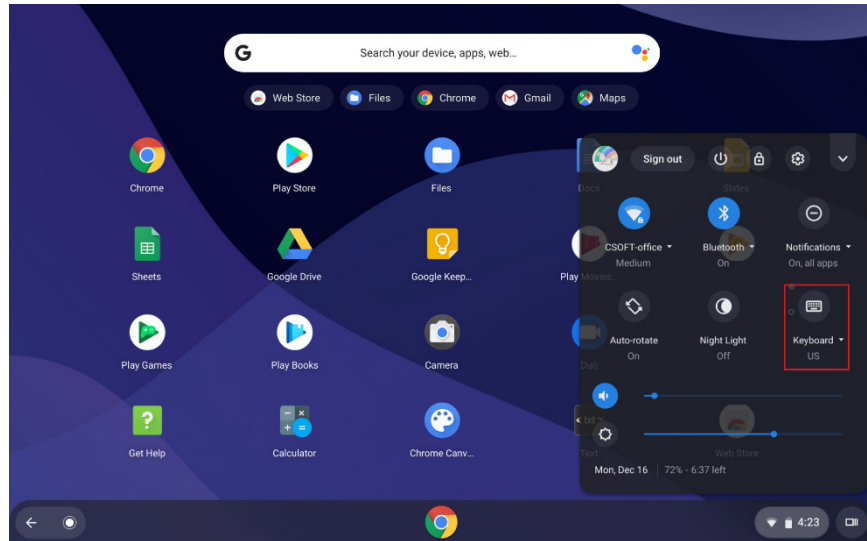 G Search your device, apps, web...
Web Store Files Chrome Gmail Maps
Chrome Play Store Files Docs Slides
Sheets Google Drive Google Keep... Play Movies...
Play Games Play Books Camera Duo
Get Help Calculator Chrome Canv... Text Web Store
<txt>
Sign out
CSOFT-office Bluetooth Notifications
Medium On On, all apps
Auto-rotate Night Light Keyboard
On Off US
Mon, Dec 16 72% - 6:37 left
4:23